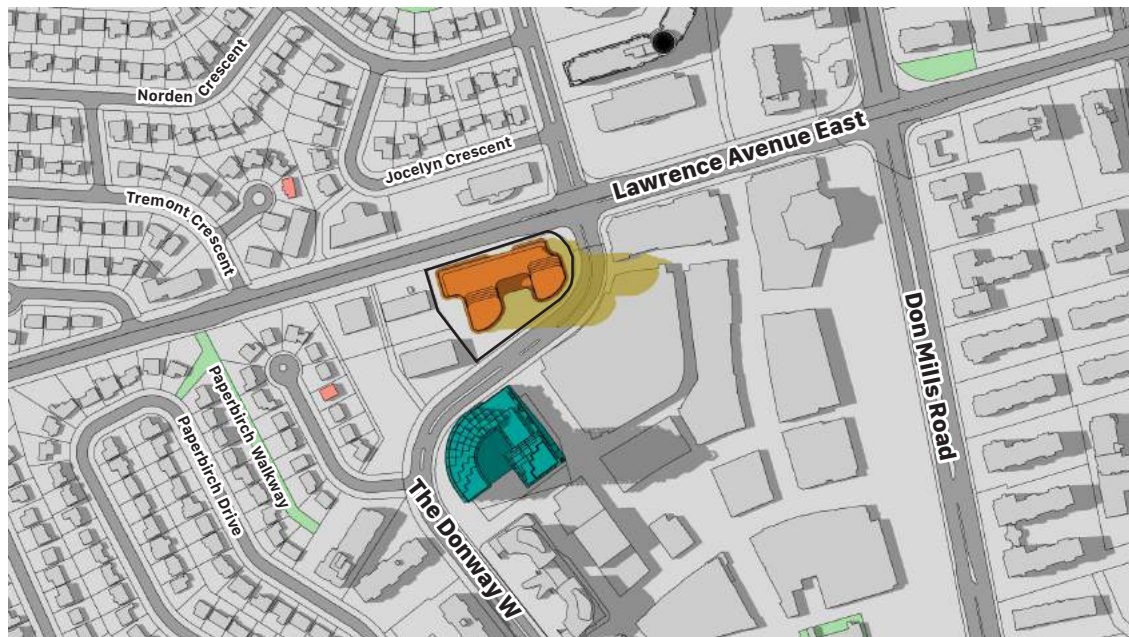 Norden Crescent
Jocelyn Crescent
Lawrence Avenue East
Tremont Crescent
Don Mills Road
Paperbirch Walkway
Paperbirch Drive
The Donway W